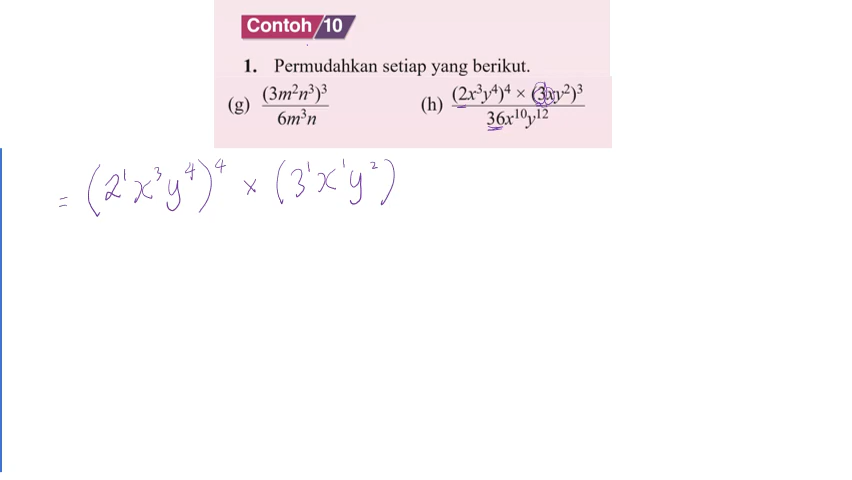 Contoh 10
1. Permudahkan setiap yang berikut.
(g) (3m²n³)³ / 6m³n (h) (2x³y⁴)⁴ × (3xy²)³ / 36x¹⁰y¹²
= (2¹x³y⁴)⁴ × (3¹x¹y²)